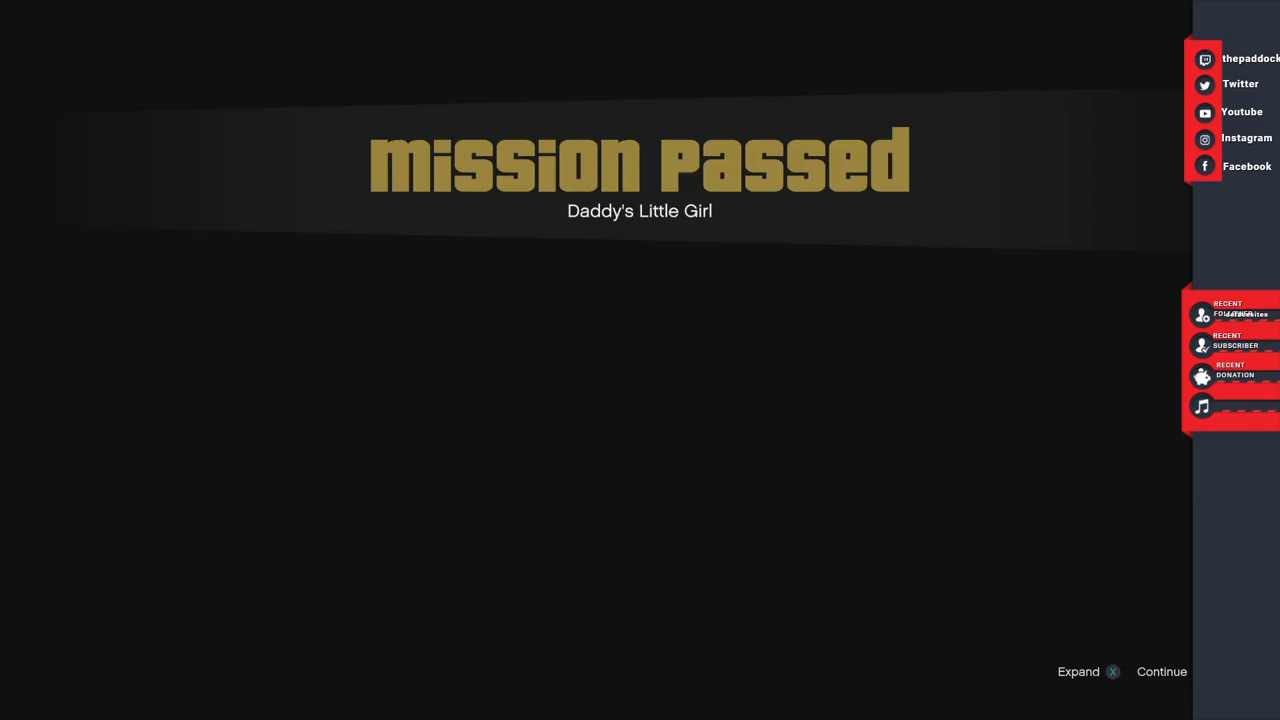 mission passed
Daddy's Little Girl
thepaddock
Twitter
Youtube
Instagram
Facebook
RECENT
RECENT
SUBSCRIBER
RECENT
DONATION
Expand X Continue